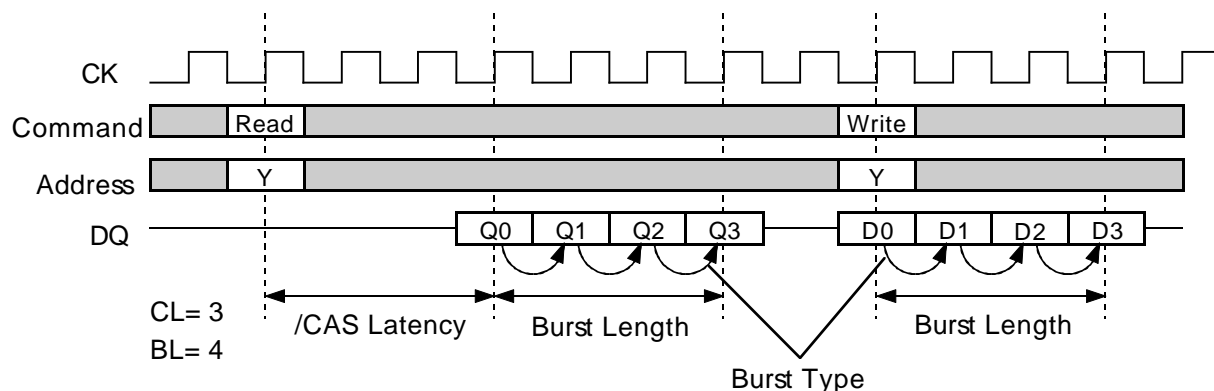 CK
Command Read Write
Address Y Y
DQ Q0 Q1 Q2 Q3 D0 D1 D2 D3
CL= 3 /CAS Latency Burst Length Burst Length
BL= 4
Burst Type